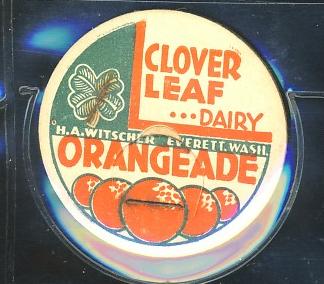 CLOVER
LEAF
...DAIRY
H.A.WITSCHER EVERETT.WASH.
ORANGEADE